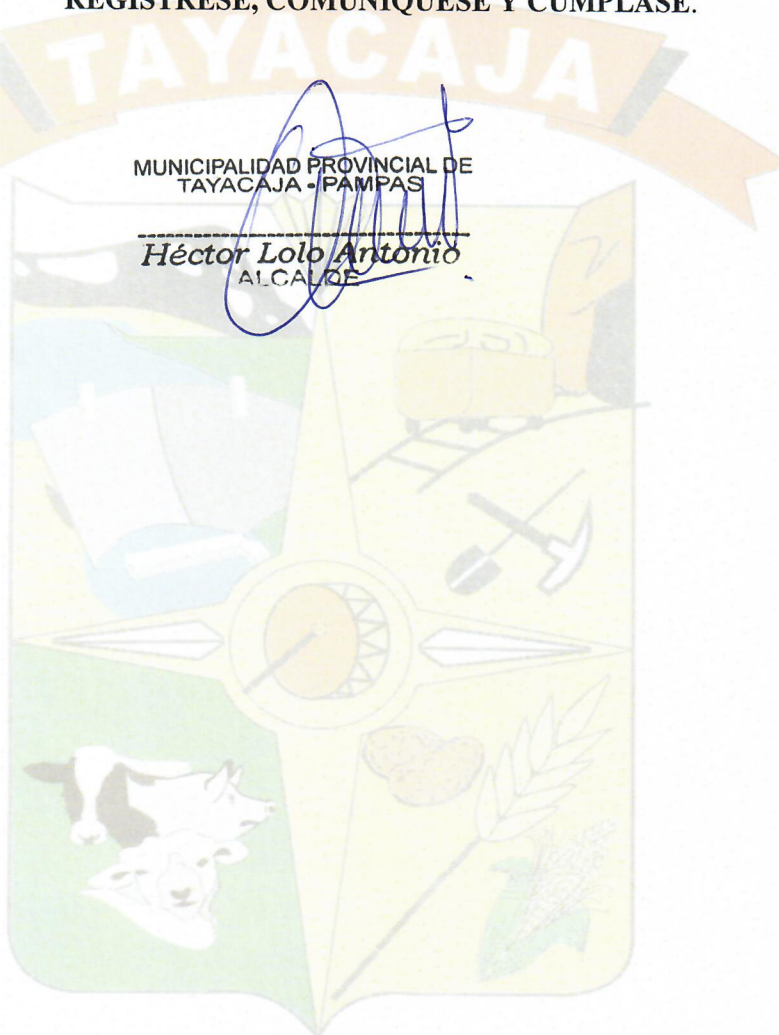 REGÍSTRESE, COMUNÍQUESE Y CÚMPLASE.
TAYACAJA
MUNICIPALIDAD PROVINCIAL DE
TAYACAJA - PAMPAS
Héctor Lolo Antonio
ALCALDE